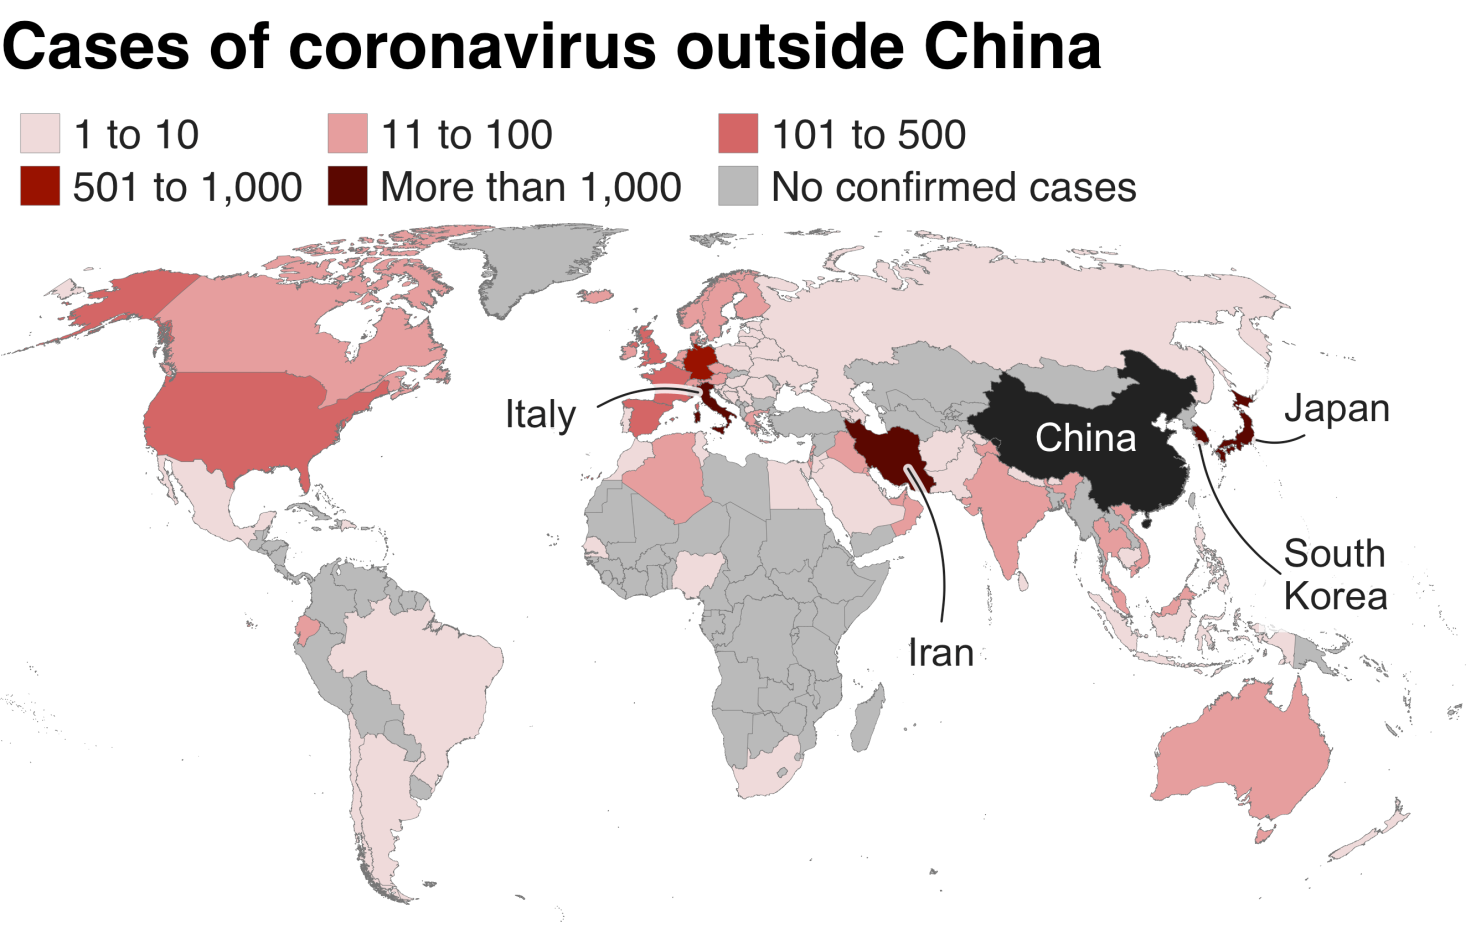 Cases of coronavirus outside China
1 to 10
11 to 100
101 to 500
501 to 1,000
More than 1,000
No confirmed cases
Italy
China
Japan
South
Korea
Iran